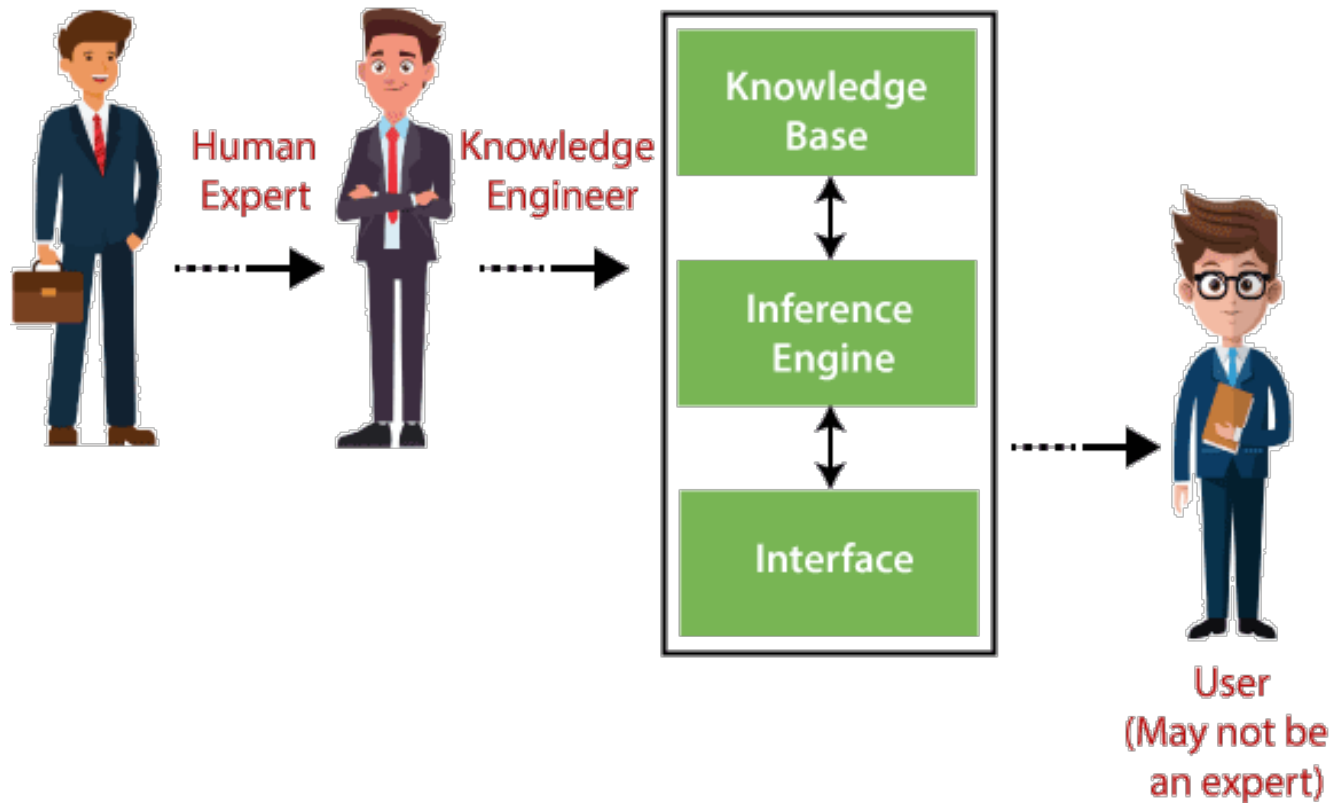 Human
Expert
Knowledge
Engineer
Knowledge
Base
Inference
Engine
Interface
User
(May not be
an expert)